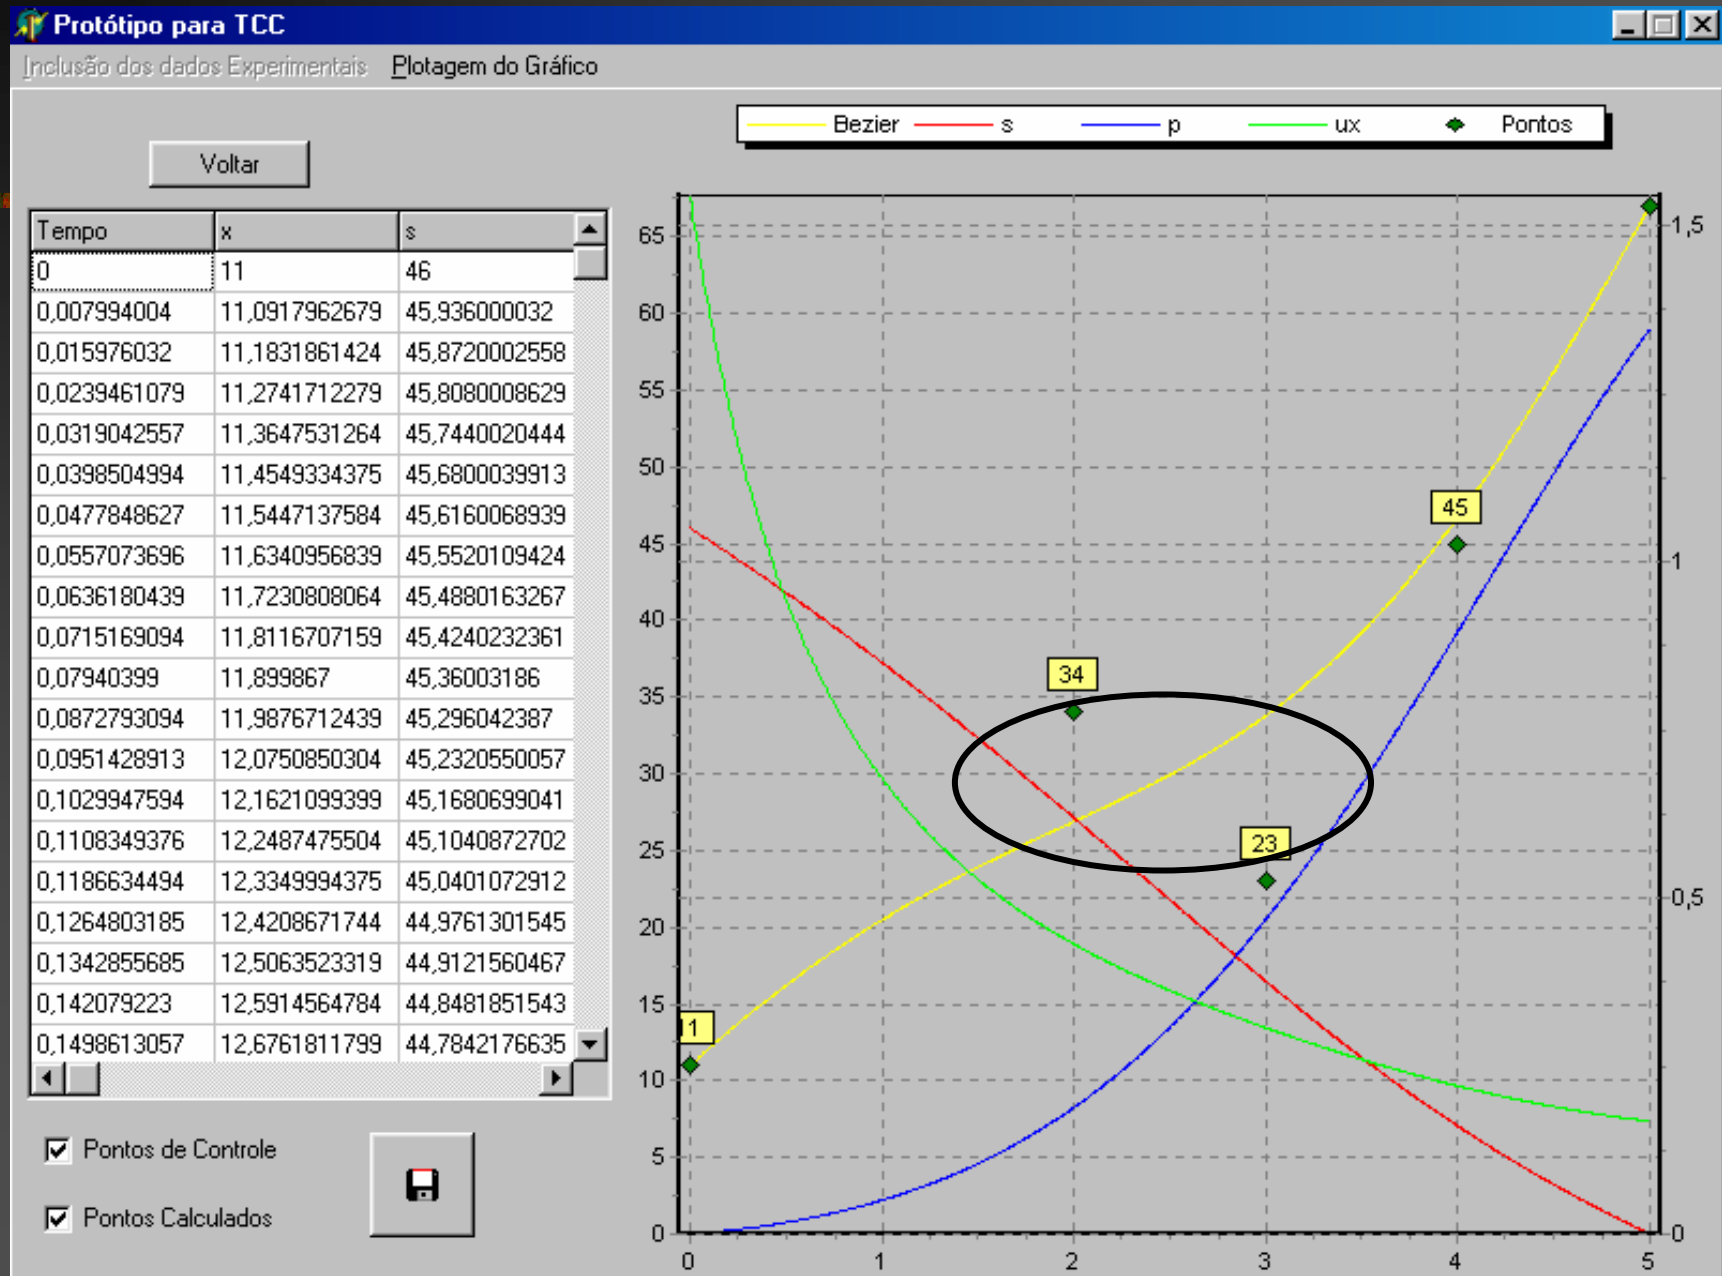 Protótipo para TCC
Inclusão dos dados Experimentais Plotagem do Gráfico
Voltar
Tempo x s
0 11 46
0,007994004 11,0917962679 45,936000032
0,015976032 11,1831861424 45,8720002558
0,0239461079 11,2741712279 45,8080008629
0,0319042557 11,3647531264 45,7440020444
0,0398504994 11,4549334375 45,6800039913
0,0477848627 11,5447137584 45,6160068939
0,0557073696 11,6340956839 45,5520109424
0,0636180439 11,7230808064 45,4880163267
0,0715169094 11,8116707159 45,4240232361
0,07940399 11,899867 45,36003186
0,0872793094 11,9876712439 45,296042387
0,0951428913 12,0750850304 45,2320550057
0,1029947594 12,1621099399 45,1680699041
0,1108349376 12,2487475504 45,1040872702
0,1186634494 12,3349994375 45,0401072912
0,1264803185 12,4208671744 44,9761301545
0,1342855685 12,5063523319 44,9121560467
0,142079223 12,5914564784 44,8481851543
0,1498613057 12,6761811799 44,7842176635
Pontos de Controle
Pontos Calculados
Bezier s p ux Pontos
65
60
55
50
45
40
35
30
25
20
15
10
5
0
1,5
1
0,5
0
45
34
23
11
0 1 2 3 4 5